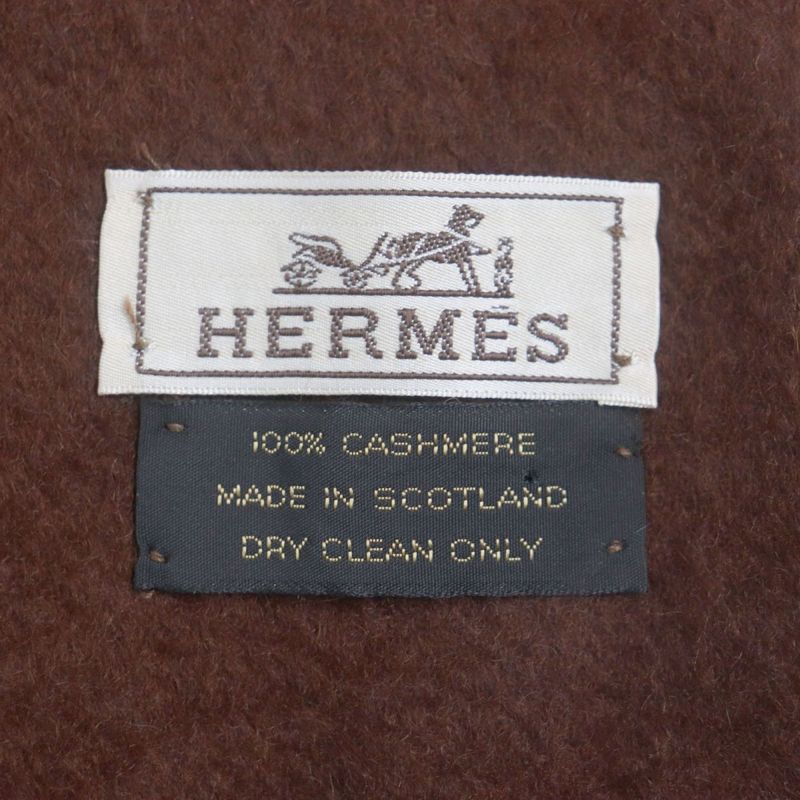 HERMÈS
100% CASHMERE
MADE IN SCOTLAND
DRY CLEAN ONLY